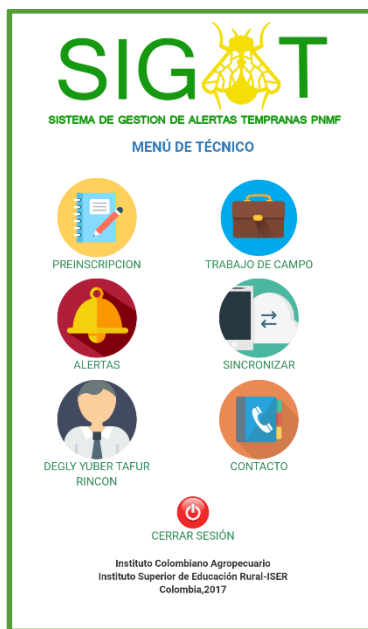 SIGAT
SISTEMA DE GESTION DE ALERTAS TEMPRANAS PNMF
MENÚ DE TÉCNICO
PREINSCRIPCION
TRABAJO DE CAMPO
ALERTAS
SINCRONIZAR
DEGLY YUBER TAFUR
RINCON
CONTACTO
CERRAR SESIÓN
Instituto Colombiano Agropecuario
Instituto Superior de Educación Rural-ISER
Colombia,2017